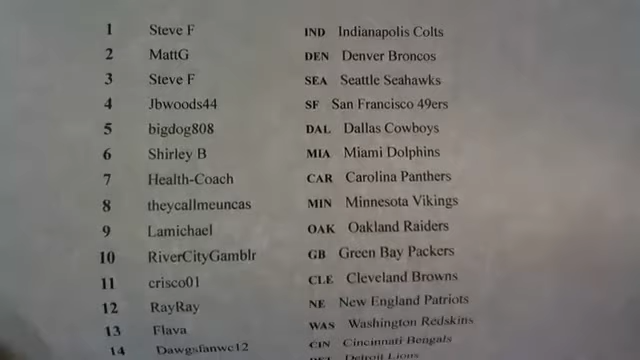 1 Steve F IND Indianapolis Colts
2 MattG DEN Denver Broncos
3 Steve F SEA Seattle Seahawks
4 Jbwoods44 SF San Francisco 49ers
5 bigdog808 DAL Dallas Cowboys
6 Shirley B MIA Miami Dolphins
7 Health-Coach CAR Carolina Panthers
8 theycallmeuncas MIN Minnesota Vikings
9 Lamichael OAK Oakland Raiders
10 RiverCityGamblr GB Green Bay Packers
11 crisco01 CLE Cleveland Browns
12 RayRay NE New England Patriots
13 Flava WAS Washington Redskins
14 Dawgsfanwc12 CIN Cincinnati Bengals
DET Detroit Lions